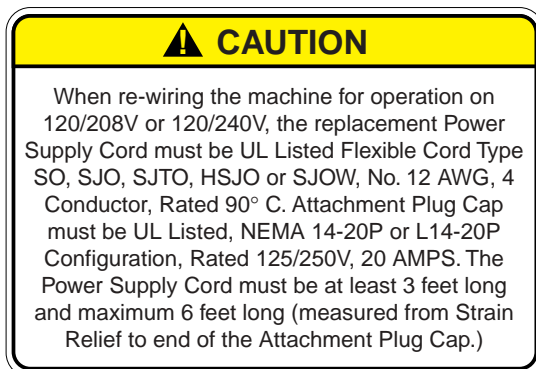 CAUTION
When re-wiring the machine for operation on
120/208V or 120/240V, the replacement Power
Supply Cord must be UL Listed Flexible Cord Type
SO, SJO, SJTO, HSJO or SJOW, No. 12 AWG, 4
Conductor, Rated 90° C. Attachment Plug Cap
must be UL Listed, NEMA 14-20P or L14-20P
Configuration, Rated 125/250V, 20 AMPS. The
Power Supply Cord must be at least 3 feet long
and maximum 6 feet long (measured from Strain
Relief to end of the Attachment Plug Cap.)